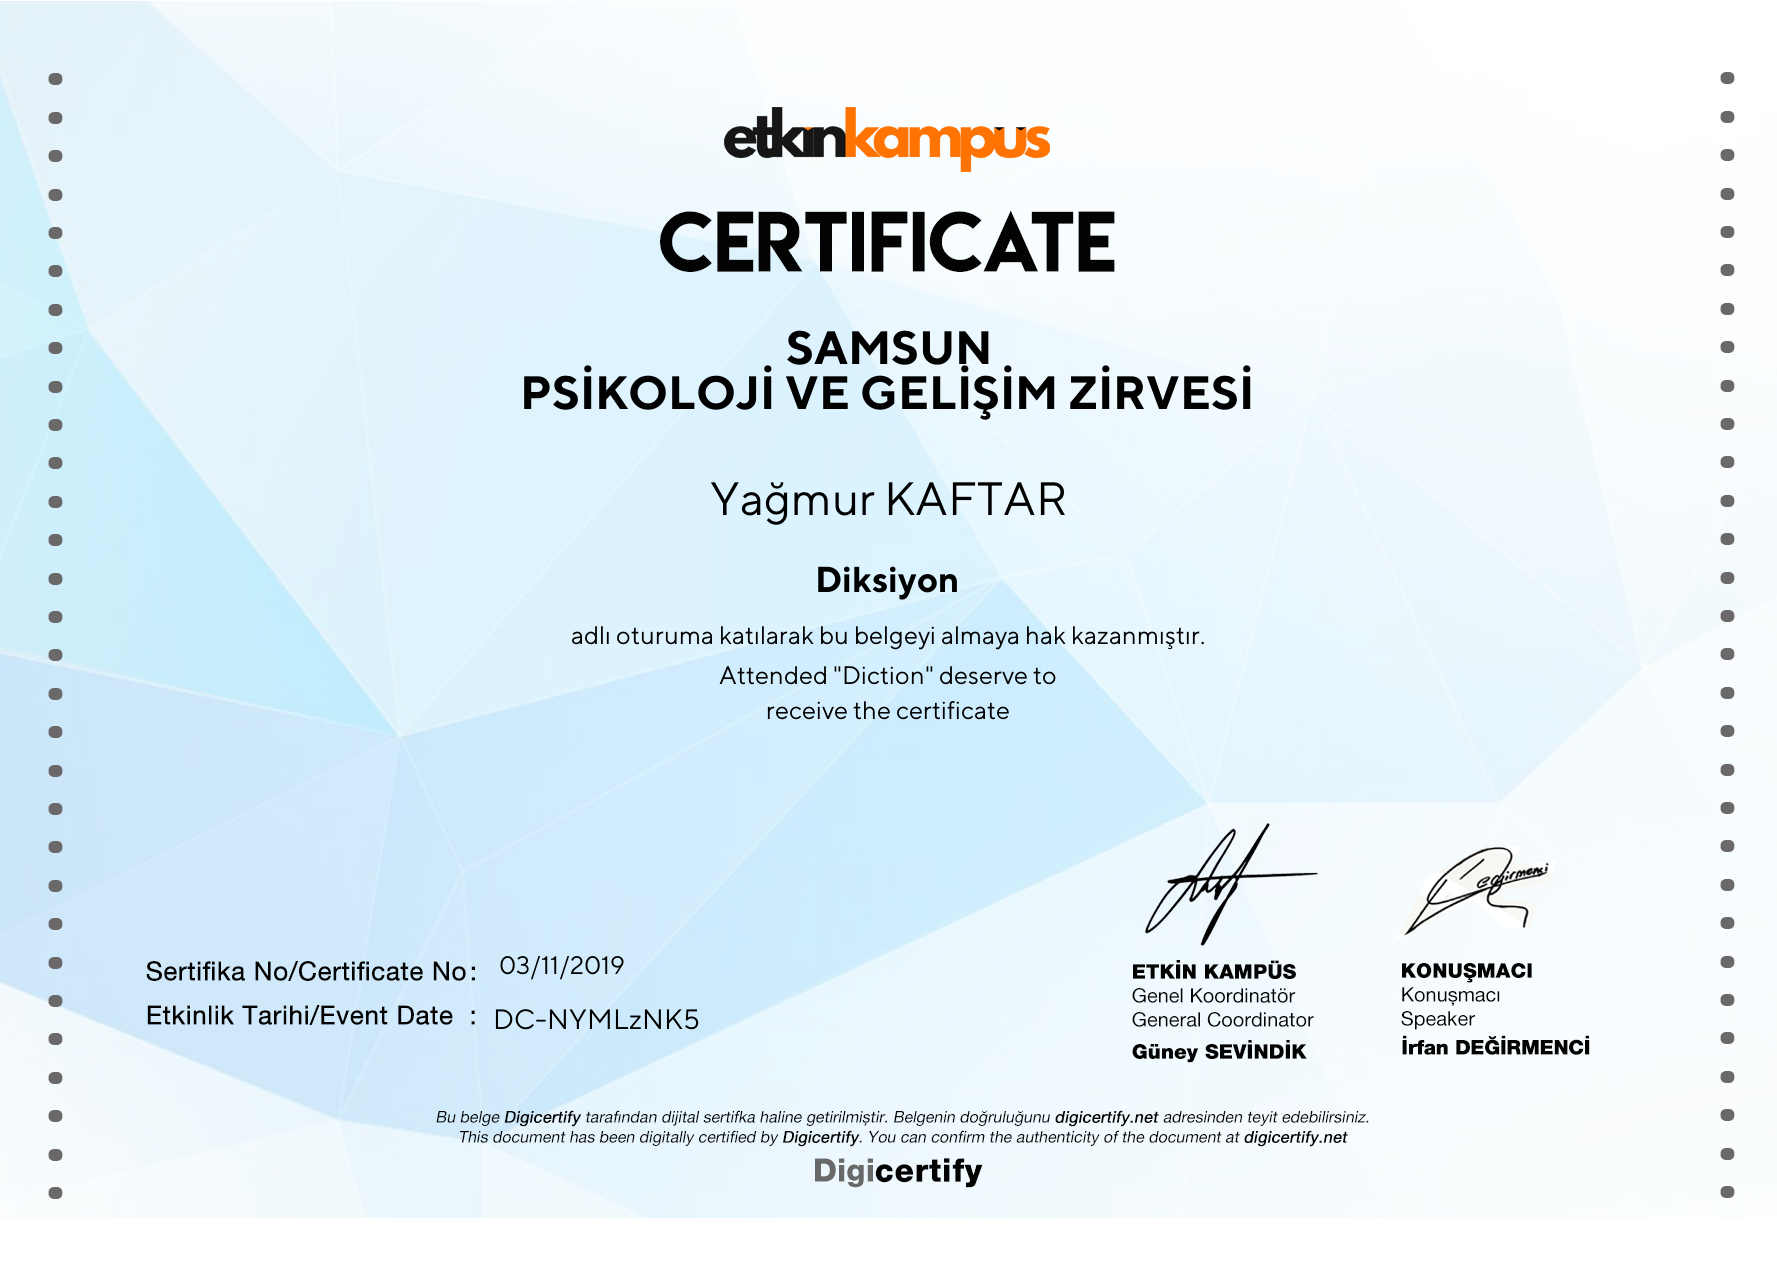 etkinkampüs
CERTIFICATE
SAMSUN
PSİKOLOJİ VE GELİŞİM ZİRVESİ
Yağmur KAFTAR
Diksiyon
adlı oturuma katılarak bu belgeyi almaya hak kazanmıştır.
Attended "Diction" deserve to
receive the certificate
Sertifika No/Certificate No: 03/11/2019
Etkinlik Tarihi/Event Date : DC-NYMLzNK5
ETKİN KAMPÜS
Genel Koordinatör
General Coordinator
Güney SEVİNDİK
Değirmenci
KONUŞMACI
Konuşmacı
Speaker
İrfan DEĞİRMENCİ
Bu belge Digicertify tarafından dijital sertifka haline getirilmiştir. Belgenin doğruluğunu digicertify.net adresinden teyit edebilirsiniz.
This document has been digitally certified by Digicertify. You can confirm the authenticity of the document at digicertify.net
Digicertify